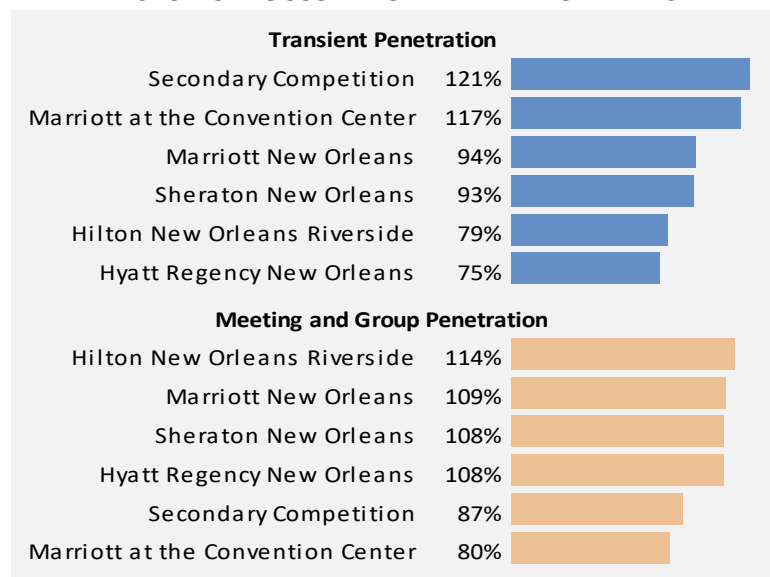 Transient Penetration
Secondary Competition 121%
Marriott at the Convention Center 117%
Marriott New Orleans 94%
Sheraton New Orleans 93%
Hilton New Orleans Riverside 79%
Hyatt Regency New Orleans 75%
Meeting and Group Penetration
Hilton New Orleans Riverside 114%
Marriott New Orleans 109%
Sheraton New Orleans 108%
Hyatt Regency New Orleans 108%
Secondary Competition 87%
Marriott at the Convention Center 80%